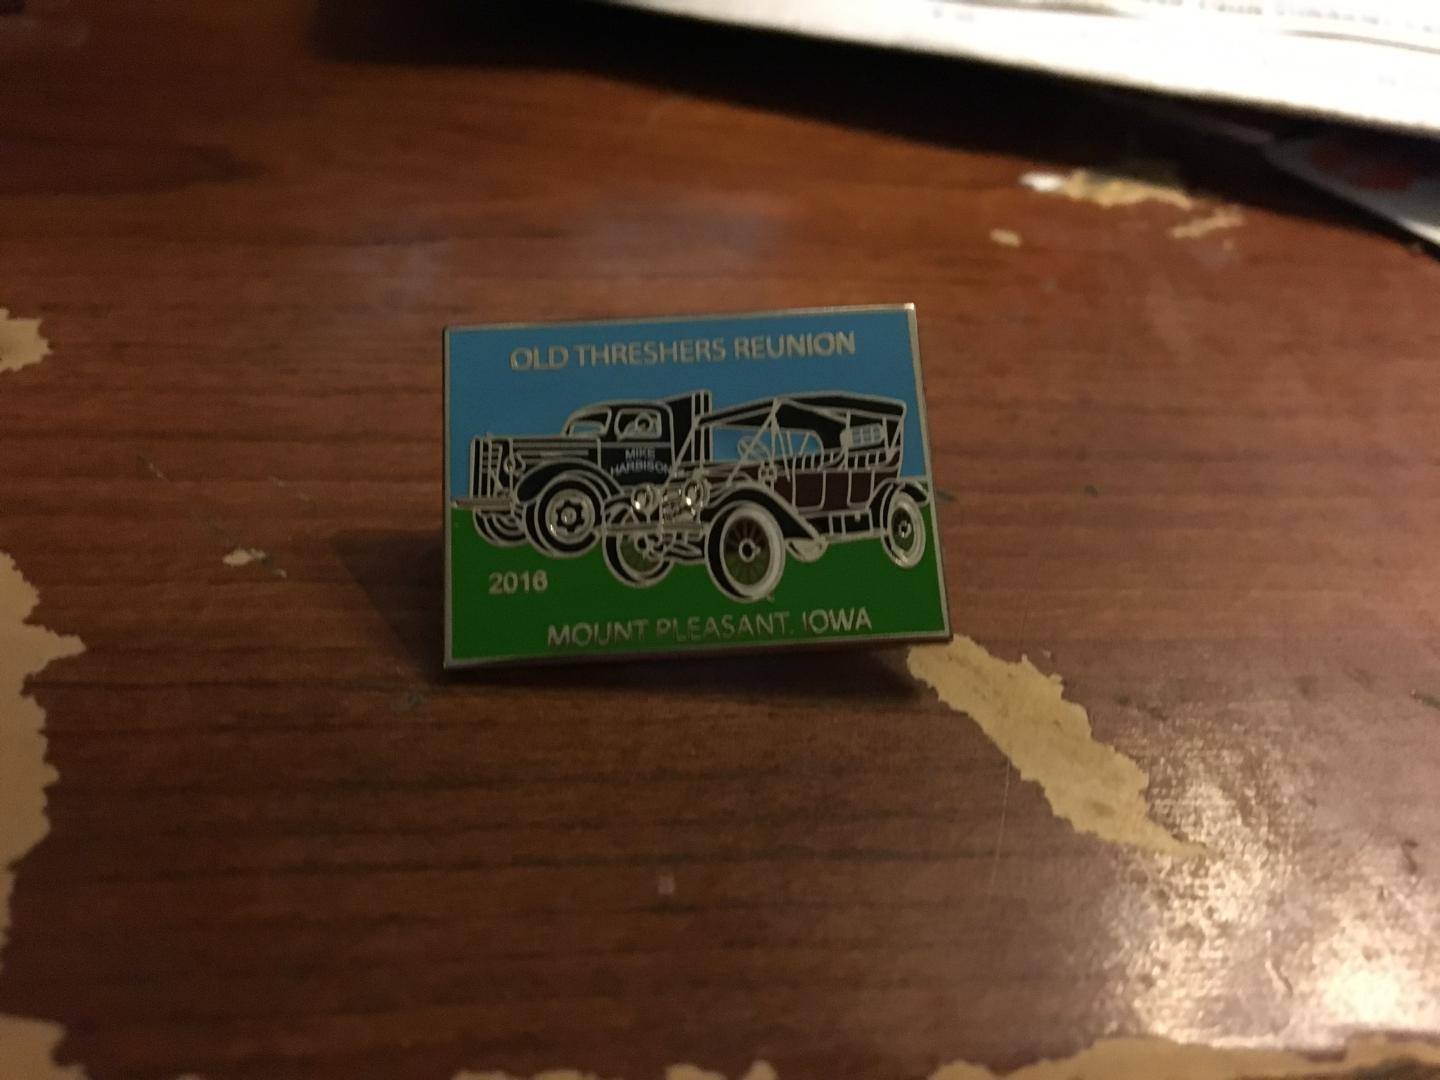 OLD THRESHERS REUNION
MIKE
HARBISON
2016
MOUNT PLEASANT, IOWA